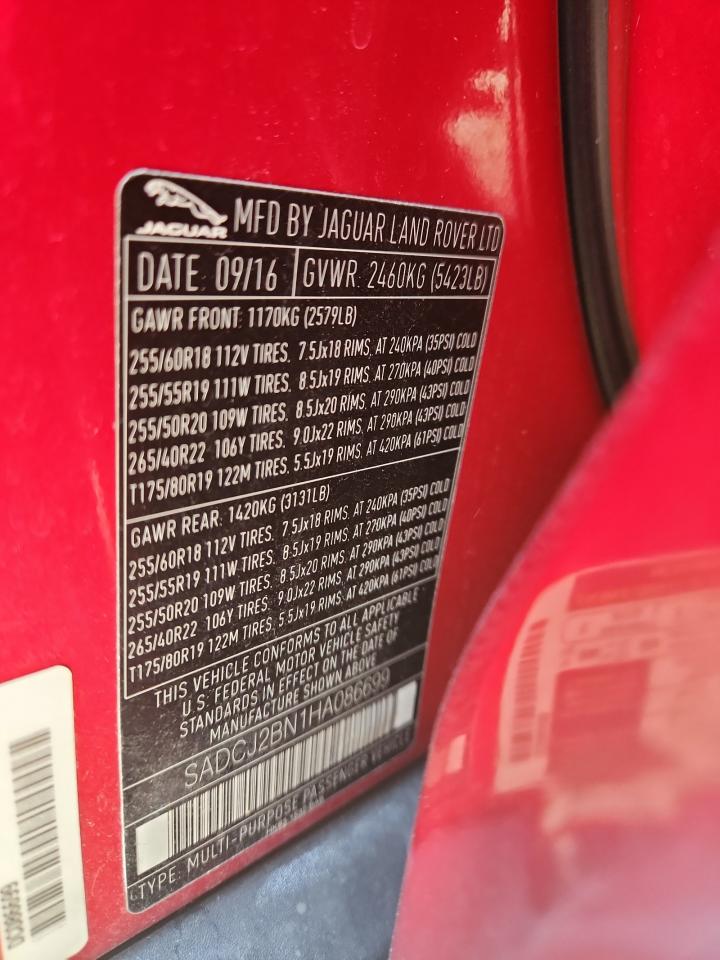 JAGUAR MFD BY JAGUAR LAND ROVER LTD
DATE: 09/16 GVWR: 2460KG (5423LB)
GAWR FRONT: 1170KG (2579LB)
255/60R18 112V TIRES, 7.5Jx18 RIMS, AT 240KPA (35PSI) COLD
255/55R19 111W TIRES, 8.5Jx19 RIMS, AT 270KPA (40PSI) COLD
255/50R20 109W TIRES, 8.5Jx20 RIMS, AT 290KPA (43PSI) COLD
265/40R22 106Y TIRES, 9.0Jx22 RIMS, AT 290KPA (43PSI) COLD
T175/80R19 122M TIRES, 5.5Jx19 RIMS, AT 420KPA (61PSI) COLD
GAWR REAR: 1420KG (3131LB)
255/60R18 112V TIRES, 7.5Jx18 RIMS, AT 240KPA (35PSI) COLD
255/55R19 111W TIRES, 8.5Jx19 RIMS, AT 270KPA (40PSI) COLD
255/50R20 109W TIRES, 8.5Jx20 RIMS, AT 290KPA (43PSI) COLD
265/40R22 106Y TIRES, 9.0Jx22 RIMS, AT 290KPA (43PSI) COLD
T175/80R19 122M TIRES, 5.5Jx19 RIMS, AT 420KPA (61PSI) COLD
THIS VEHICLE CONFORMS TO ALL APPLICABLE
U.S. FEDERAL MOTOR VEHICLE SAFETY
STANDARDS IN EFFECT ON THE DATE OF
MANUFACTURE SHOWN ABOVE
SADCJ2BN1HA086699
TYPE: MULTI-PURPOSE PASSENGER VEHICLE